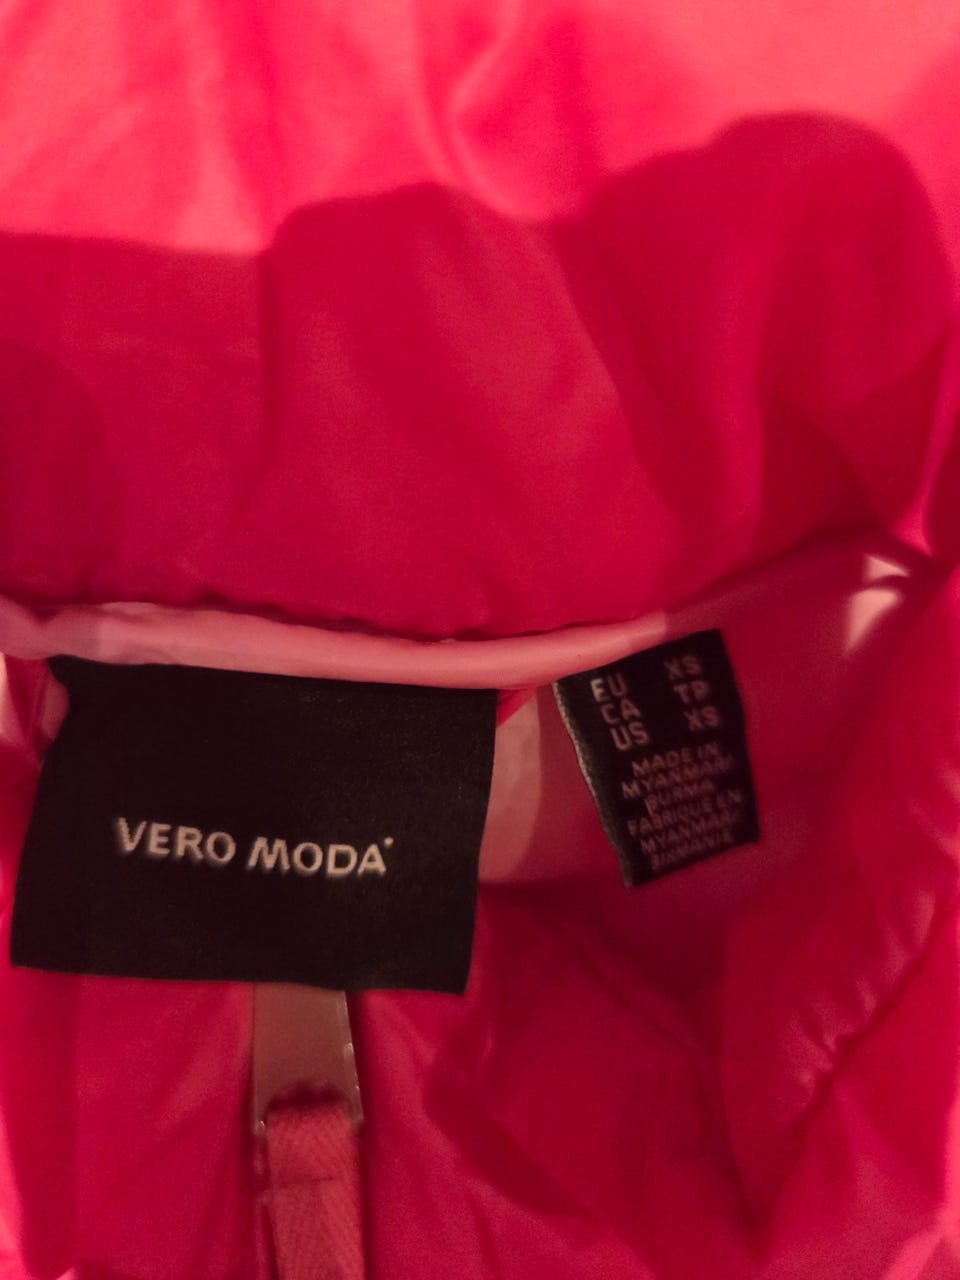 VERO MODA
EU XS
CA TP
US XS
MADE IN
MYANMAR
BURMA
FABRIQUÉ EN
MYANMAR
BIRMANIE